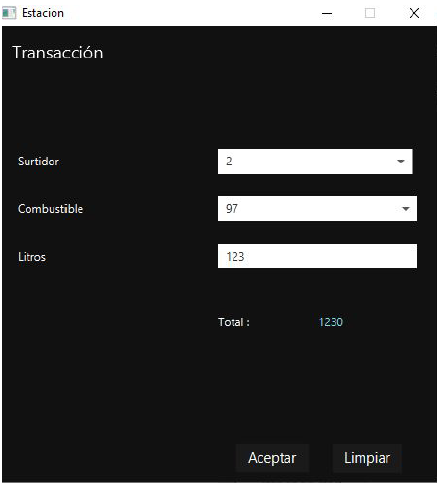 Estacion
Transacción
Surtidor 2
Combustible 97
Litros 123
Total : 1230
Aceptar Limpiar